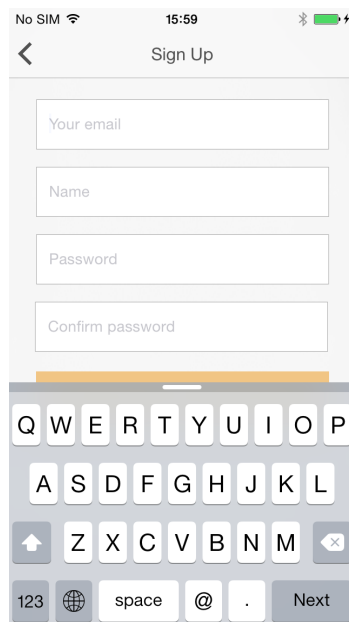 No SIM 15:59
Sign Up
Your email
Name
Password
Confirm password
Q W E R T Y U I O P
A S D F G H J K L
Z X C V B N M
123 space @ . Next